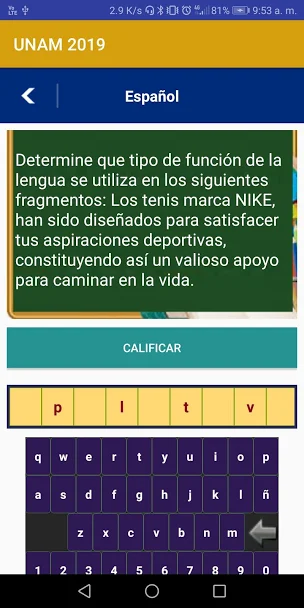 2.9 K/s 81% 9:53 a. m.
UNAM 2019
Español
Determine que tipo de función de la
lengua se utiliza en los siguientes
fragmentos: Los tenis marca NIKE,
han sido diseñados para satisfacer
tus aspiraciones deportivas,
constituyendo así un valioso apoyo
para caminar en la vida.
CALIFICAR
p l t v
q w e r t y u i o p
a s d f g h j k l ñ
z x c v b n m
1 2 3 4 5 6 7 8 9 0